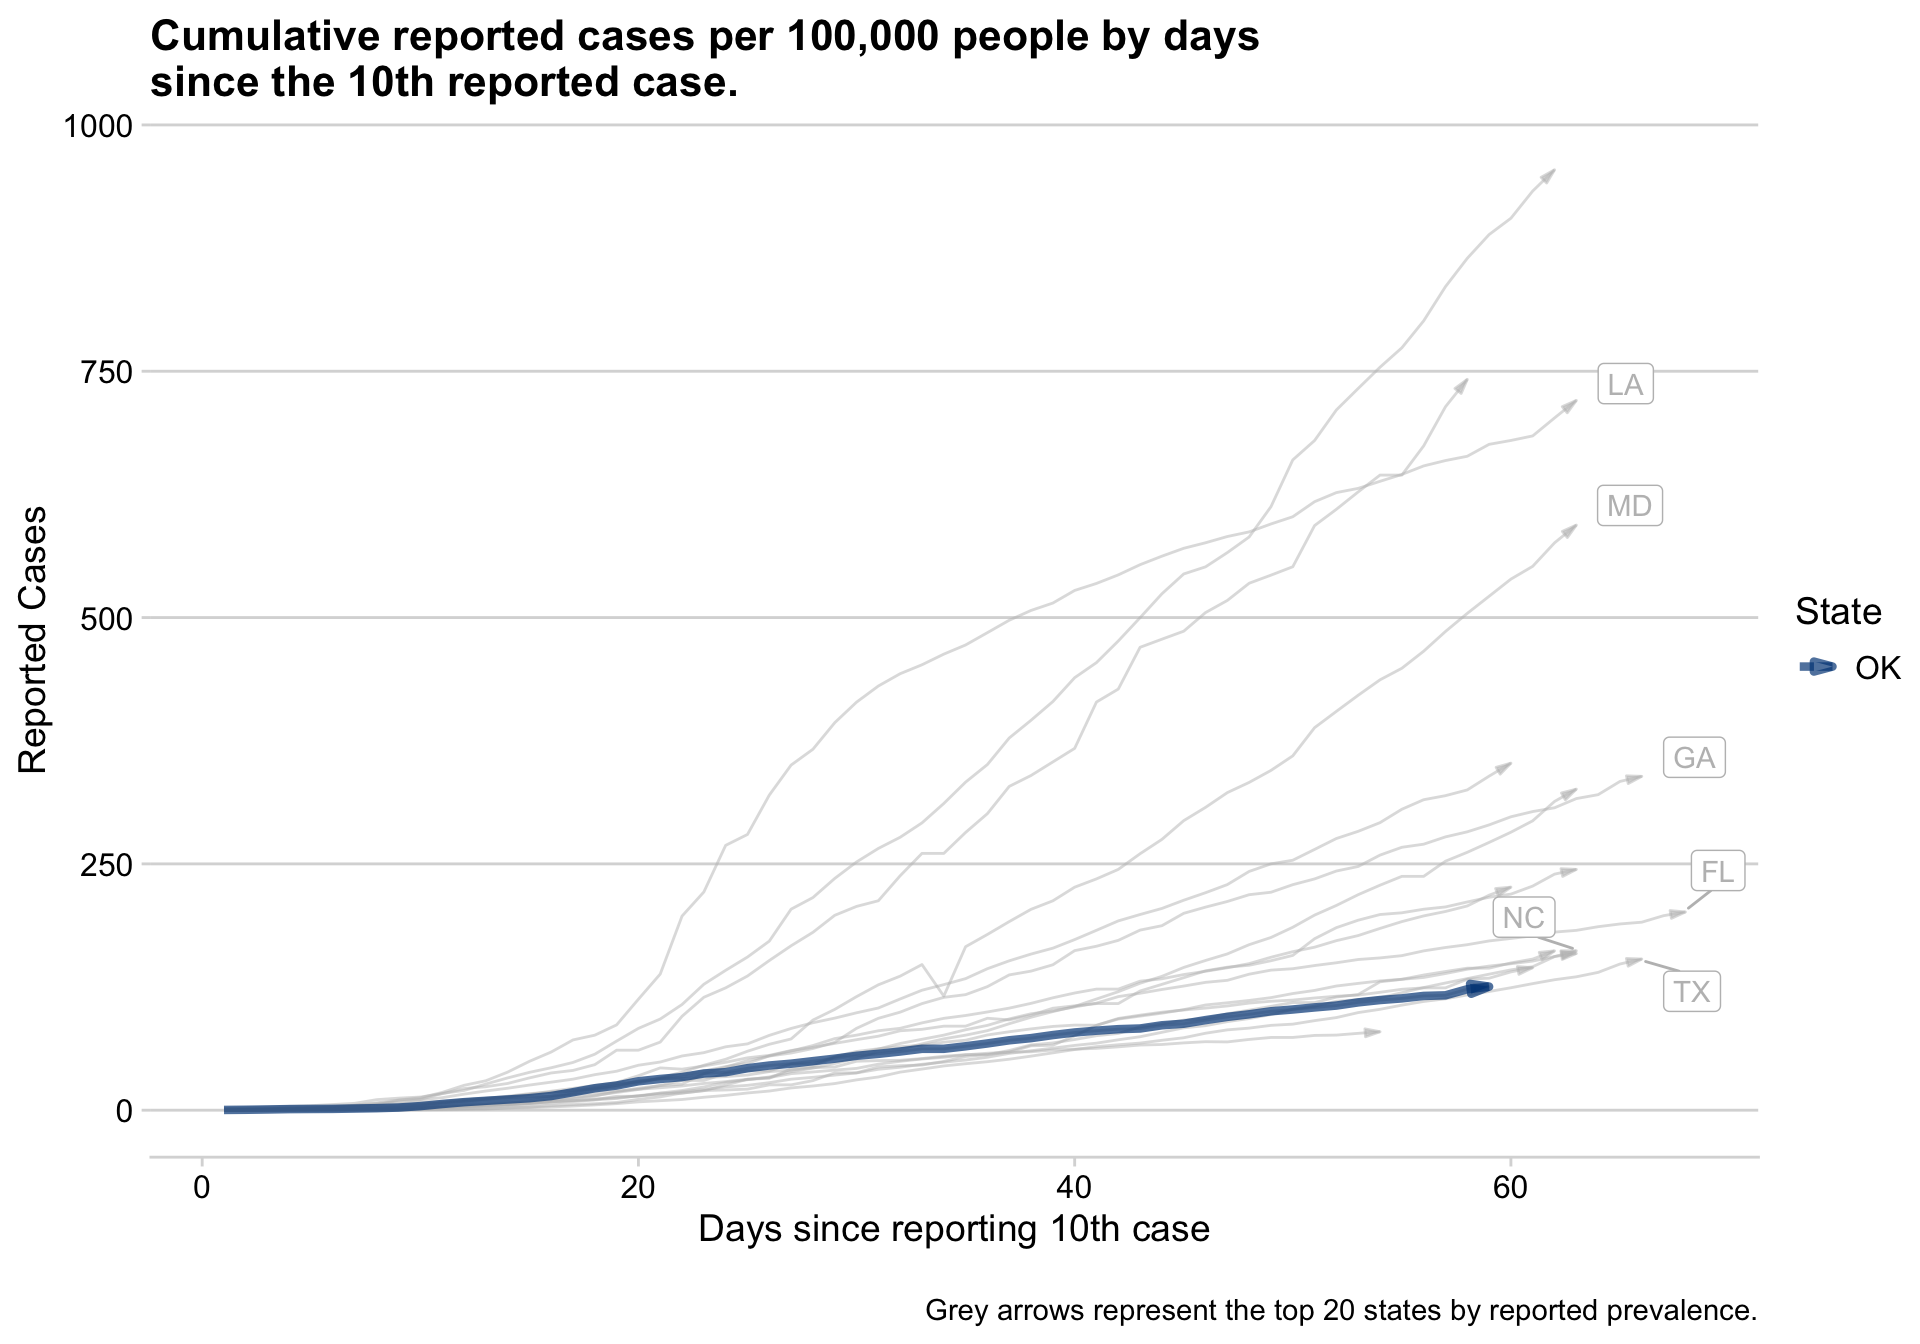 Cumulative reported cases per 100,000 people by days
since the 10th reported case.
1000
750
500
250
0
Reported Cases
LA
MD
GA
FL
NC
TX
State
OK
0 20 40 60
Days since reporting 10th case
Grey arrows represent the top 20 states by reported prevalence.